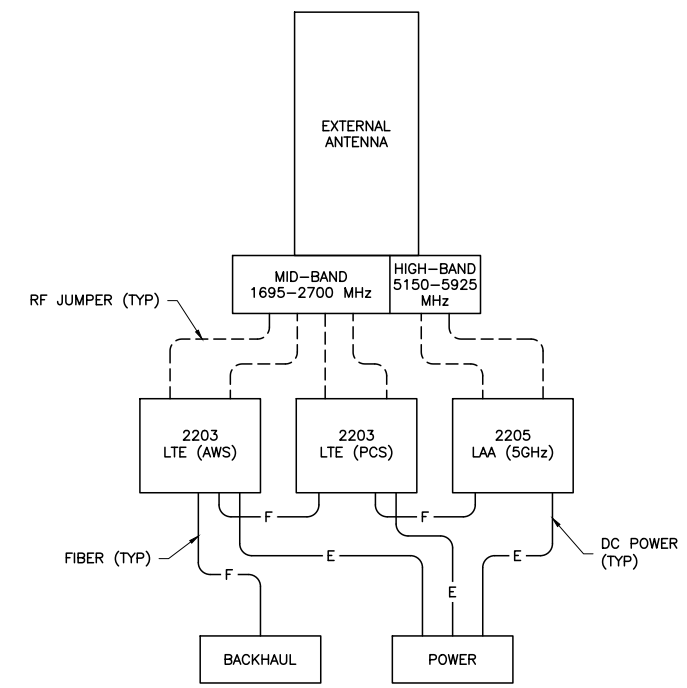 EXTERNAL
ANTENNA
MID-BAND
1695-2700 MHz
HIGH-BAND
5150-5925
MHz
RF JUMPER (TYP)
2203
LTE (AWS)
2203
LTE (PCS)
2205
LAA (5GHz)
F
F
FIBER (TYP)
E
E
DC POWER
(TYP)
F
E
BACKHAUL
POWER